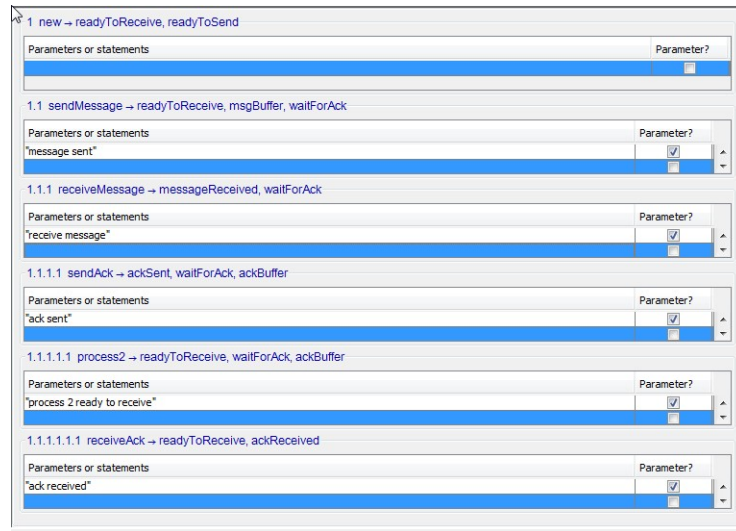 1 new → readyToReceive, readyToSend
Parameters or statements Parameter?
1.1 sendMessage → readyToReceive, msgBuffer, waitForAck
Parameters or statements Parameter?
"message sent"
1.1.1 receiveMessage → messageReceived, waitForAck
Parameters or statements Parameter?
"receive message"
1.1.1.1 sendAck → ackSent, waitForAck, ackBuffer
Parameters or statements Parameter?
"ack sent"
1.1.1.1.1 process2 → readyToReceive, waitForAck, ackBuffer
Parameters or statements Parameter?
"process 2 ready to receive"
1.1.1.1.1.1 receiveAck → readyToReceive, ackReceived
Parameters or statements Parameter?
"ack received"